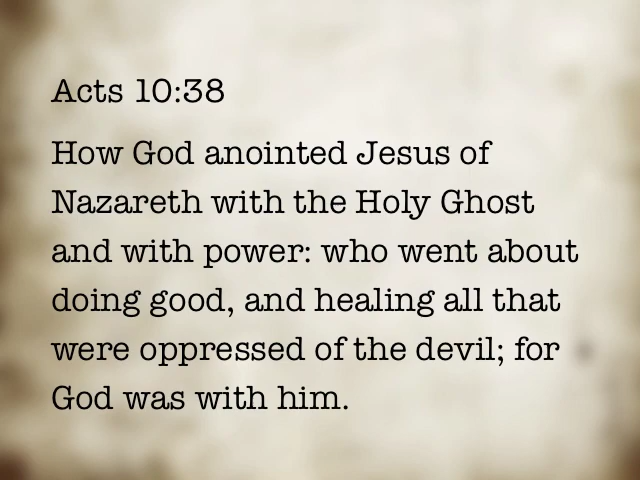 Acts 10:38
How God anointed Jesus of
Nazareth with the Holy Ghost
and with power: who went about
doing good, and healing all that
were oppressed of the devil; for
God was with him.